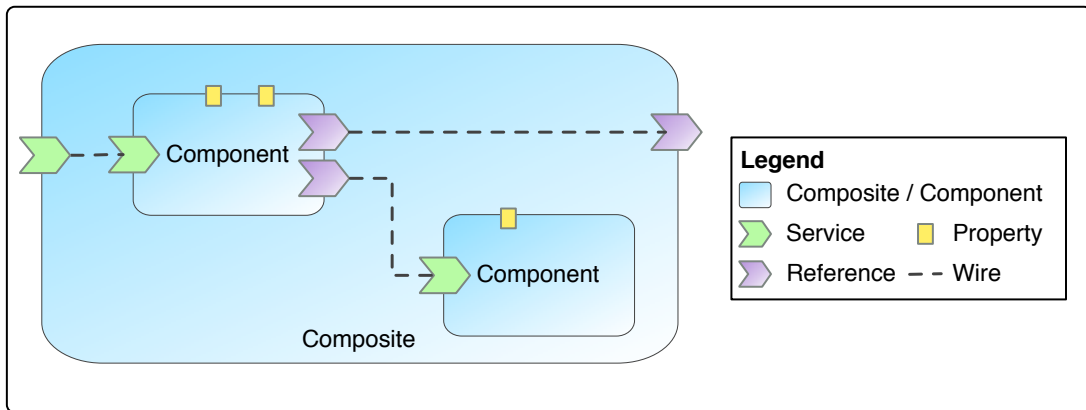 Component
Component
Composite
Legend
Composite / Component
Service
Property
Reference
Wire